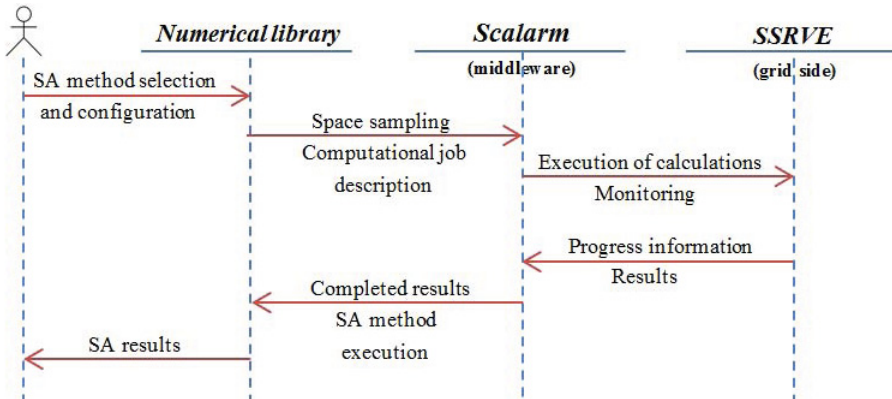 Numerical library
Scalarm
SSRVE
(middleware)
(grid side)
SA method selection
and configuration
Space sampling
Computational job
description
Execution of calculations
Monitoring
Progress information
Results
Completed results
SA method
execution
SA results